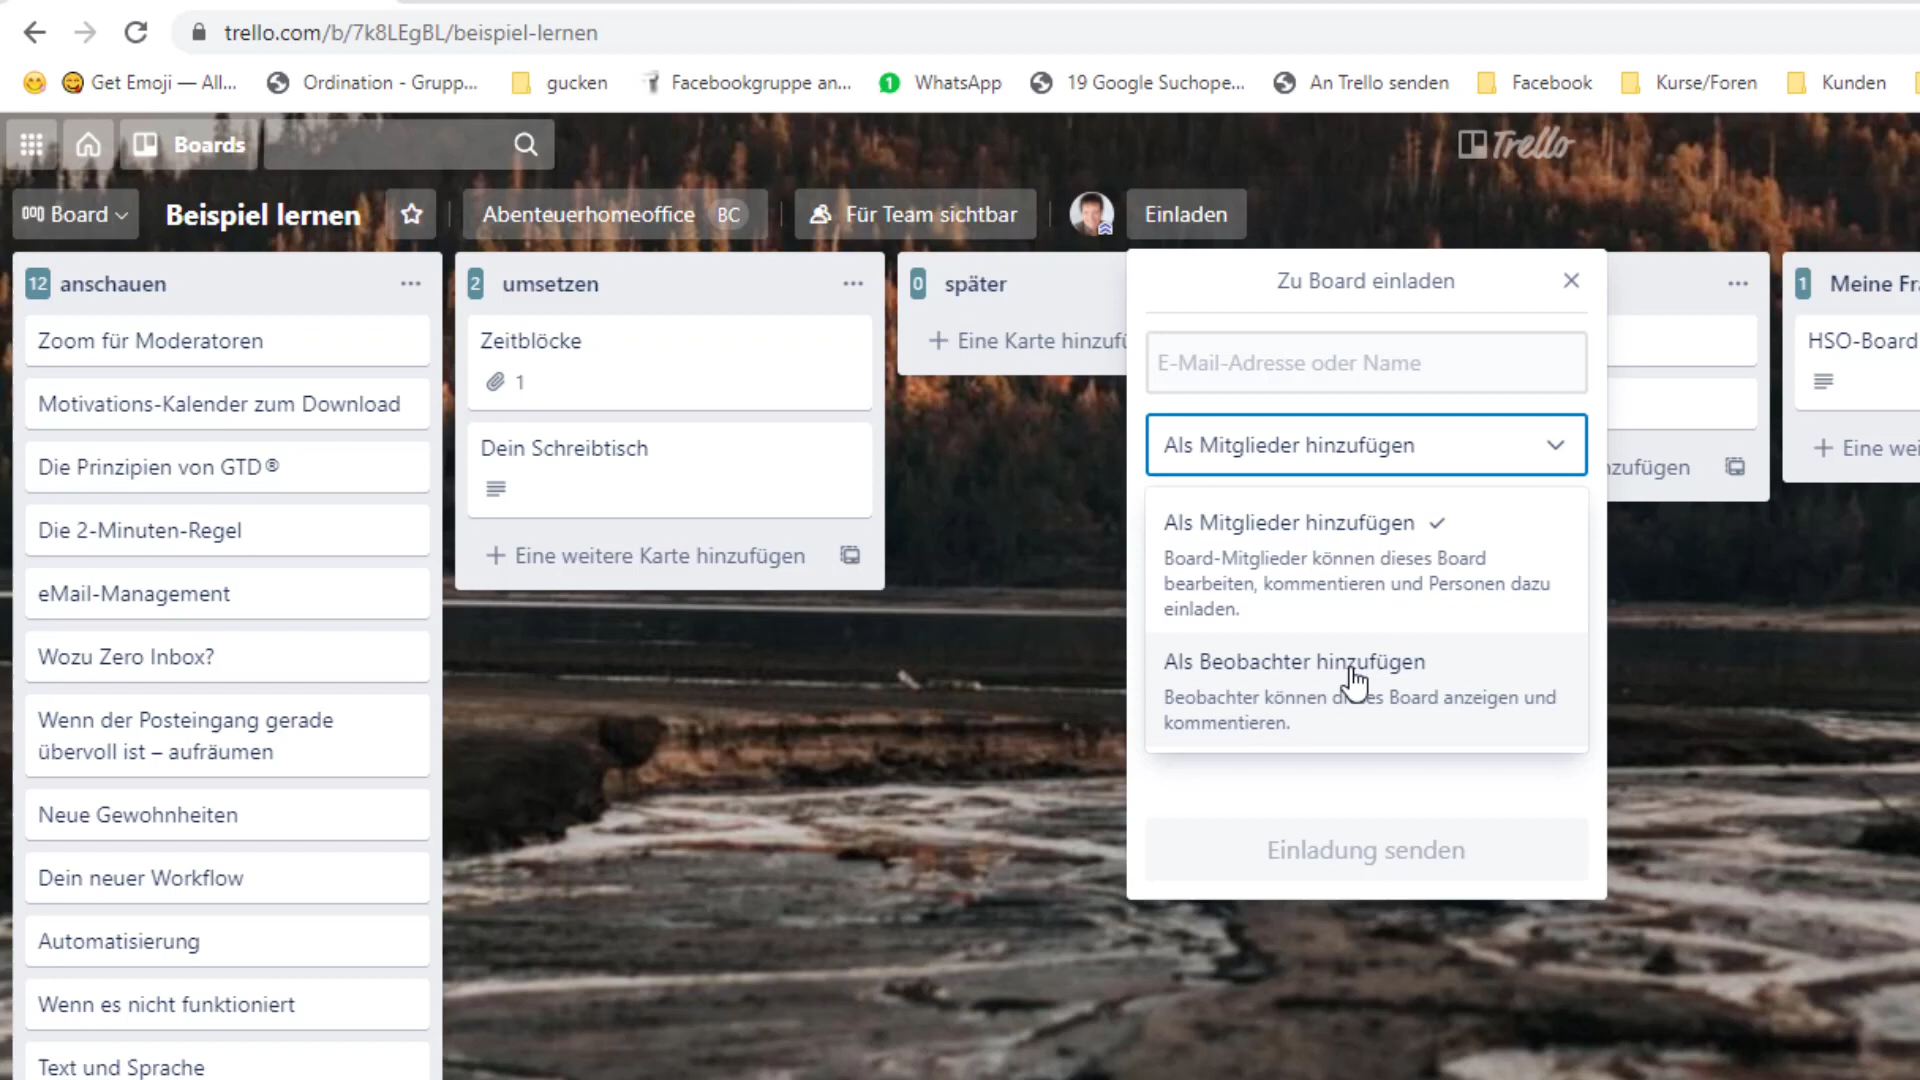 trello.com/b/7k8LEgBL/beispiel-lernen
Get Emoji — All...
Ordination - Grupp...
gucken
Facebookgruppe an...
1 WhatsApp
19 Google Suchope...
An Trello senden
Facebook
Kurse/Foren
Kunden
Boards
Trello
Board
Beispiel lernen
Abenteuerhomeoffice BC
Für Team sichtbar
Einladen
12 anschauen
Zoom für Moderatoren
Motivations-Kalender zum Download
Die Prinzipien von GTD®
Die 2-Minuten-Regel
eMail-Management
Wozu Zero Inbox?
Wenn der Posteingang gerade
übervoll ist – aufräumen
Neue Gewohnheiten
Dein neuer Workflow
Automatisierung
Wenn es nicht funktioniert
Text und Sprache
2 umsetzen
Zeitblöcke
1
Dein Schreibtisch
+ Eine weitere Karte hinzufügen
0 später
+ Eine Karte hinzufü
Zu Board einladen
E-Mail-Adresse oder Name
Als Mitglieder hinzufügen
Als Mitglieder hinzufügen
Board-Mitglieder können dieses Board
bearbeiten, kommentieren und Personen dazu
einladen.
Als Beobachter hinzufügen
Beobachter können dieses Board anzeigen und
kommentieren.
Einladung senden
nzufügen
1 Meine Fra
HSO-Board
+ Eine wei